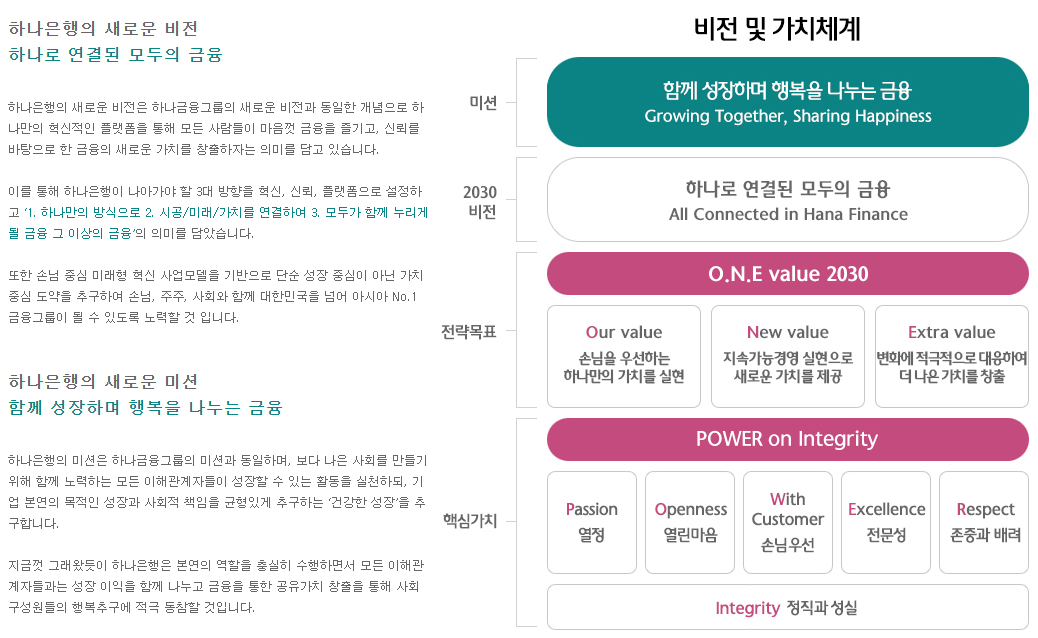 하나은행의 새로운 비전
하나로 연결된 모두의 금융
하나은행의 새로운 비전은 하나금융그룹의 새로운 비전과 동일한 개념으로 하
나만의 혁신적인 플랫폼을 통해 모든 사람들이 마음껏 금융을 즐기고, 신뢰를
바탕으로 한 금융의 새로운 가치를 창출하자는 의미를 담고 있습니다.
이를 통해 하나은행이 나아가야 할 3대 방향을 혁신, 신뢰, 플랫폼으로 설정하
고 ‘1. 하나만의 방식으로 2. 시공/미래/가치를 연결하여 3. 모두가 함께 누리게
될 금융 그 이상의 금융’의 의미를 담았습니다.
또한 손님 중심 미래형 혁신 사업모델을 기반으로 단순 성장 중심이 아닌 가치
중심 도약을 추구하여 손님, 주주, 사회와 함께 대한민국을 넘어 아시아 No.1
금융그룹이 될 수 있도록 노력할 것 입니다.
하나은행의 새로운 미션
함께 성장하며 행복을 나누는 금융
하나은행의 미션은 하나금융그룹의 미션과 동일하며, 보다 나은 사회를 만들기
위해 함께 노력하는 모든 이해관계자들이 성장할 수 있는 활동을 실천하되, 기
업 본연의 목적인 성장과 사회적 책임을 균형있게 추구하는 ‘건강한 성장’을 추
구합니다.
지금껏 그래왔듯이 하나은행은 본연의 역할을 충실히 수행하면서 모든 이해관
계자들과는 성장 이익을 함께 나누고 금융을 통한 공유가치 창출을 통해 사회
구성원들의 행복추구에 적극 동참할 것입니다.
비전 및 가치체계
미션
함께 성장하며 행복을 나누는 금융
Growing Together, Sharing Happiness
2030
비전
하나로 연결된 모두의 금융
All Connected in Hana Finance
전략목표
O.N.E value 2030
Our value
손님을 우선하는
하나만의 가치를 실현
New value
지속가능경영 실현으로
새로운 가치를 제공
Extra value
변화에 적극적으로 대응하여
더 나은 가치를 창출
핵심가치
POWER on Integrity
Passion
열정
Openness
열린마음
With
Customer
손님우선
Excellence
전문성
Respect
존중과 배려
Integrity 정직과 성실